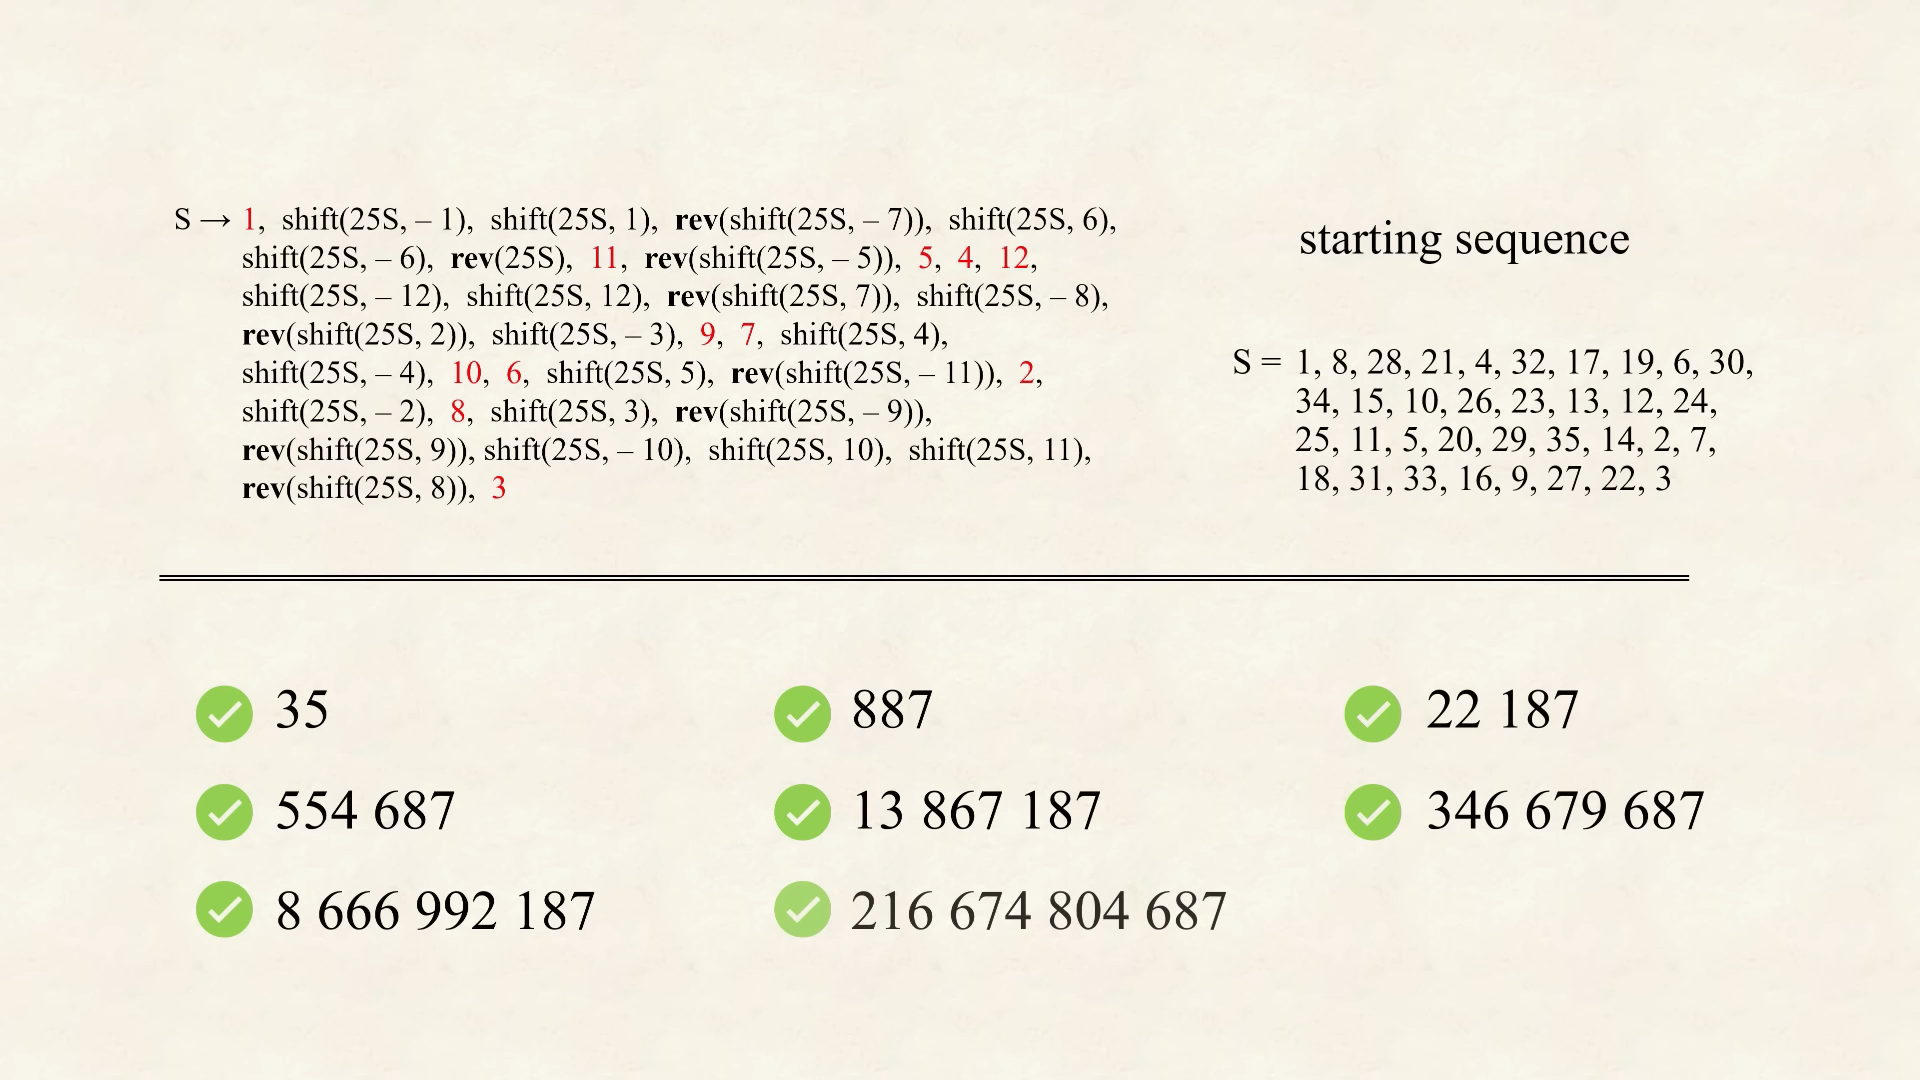 S → 1, shift(25S, – 1), shift(25S, 1), rev(shift(25S, – 7)), shift(25S, 6),
shift(25S, – 6), rev(25S), 11, rev(shift(25S, – 5)), 5, 4, 12,
shift(25S, – 12), shift(25S, 12), rev(shift(25S, 7)), shift(25S, – 8),
rev(shift(25S, 2)), shift(25S, – 3), 9, 7, shift(25S, 4),
shift(25S, – 4), 10, 6, shift(25S, 5), rev(shift(25S, – 11)), 2,
shift(25S, – 2), 8, shift(25S, 3), rev(shift(25S, – 9)),
rev(shift(25S, 9)), shift(25S, – 10), shift(25S, 10), shift(25S, 11),
rev(shift(25S, 8)), 3
starting sequence
S = 1, 8, 28, 21, 4, 32, 17, 19, 6, 30,
34, 15, 10, 26, 23, 13, 12, 24,
25, 11, 5, 20, 29, 35, 14, 2, 7,
18, 31, 33, 16, 9, 27, 22, 3
35
887
22 187
554 687
13 867 187
346 679 687
8 666 992 187
216 674 804 687